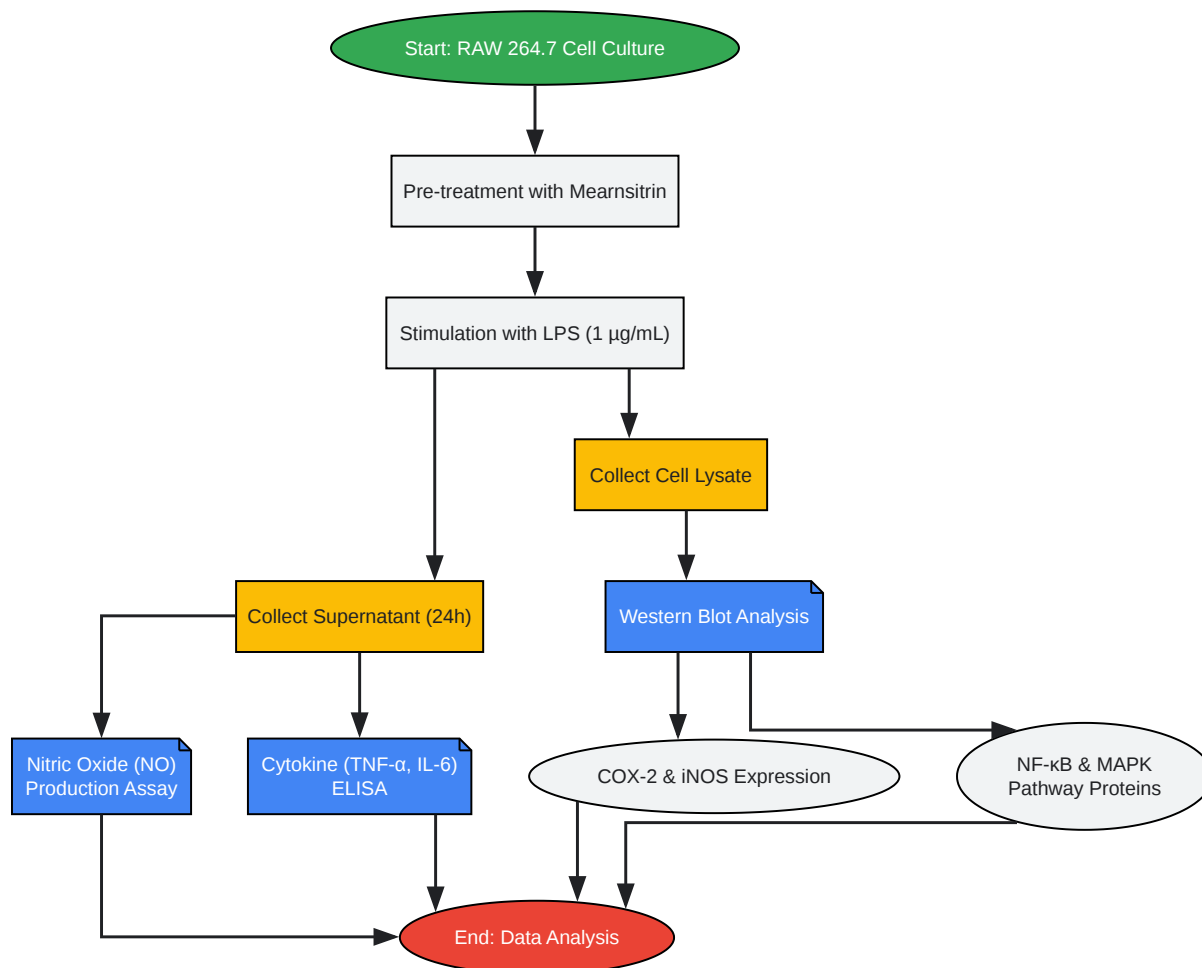 Start: RAW 264.7 Cell Culture
Pre-treatment with Mearnsitrin
Stimulation with LPS (1 µg/mL)
Collect Cell Lysate
Collect Supernatant (24h)
Western Blot Analysis
Nitric Oxide (NO)
Production Assay
Cytokine (TNF-α, IL-6)
ELISA
COX-2 & iNOS Expression
NF-κB & MAPK
Pathway Proteins
End: Data Analysis